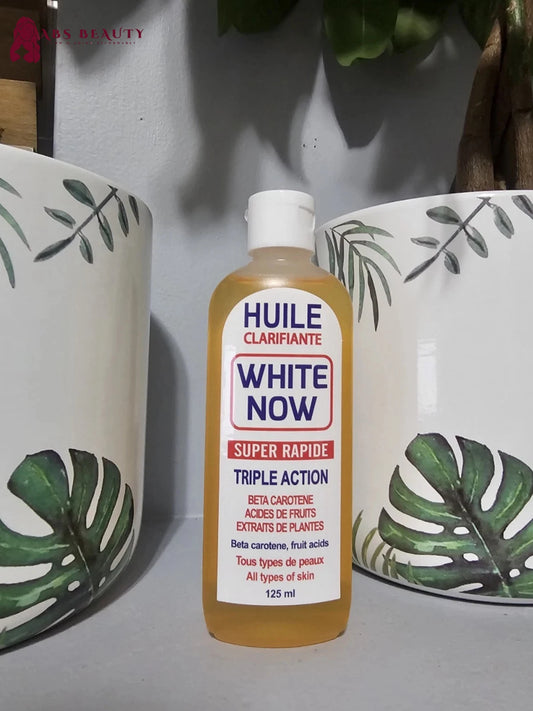 ABS BEAUTY
HUILE
CLARIFIANTE
WHITE
NOW
SUPER RAPIDE
TRIPLE ACTION
BETA CAROTENE
ACIDES DE FRUITS
EXTRAITS DE PLANTES
Beta carotene, fruit acids
Tous types de peaux
All types of skin
125 ml